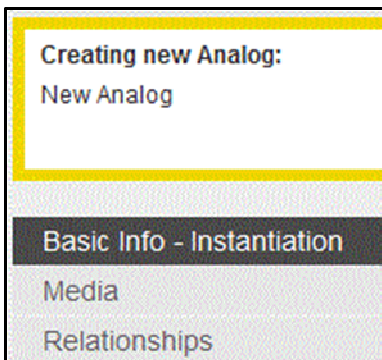 Creating new Analog:
New Analog
Basic Info - Instantiation
Media
Relationships